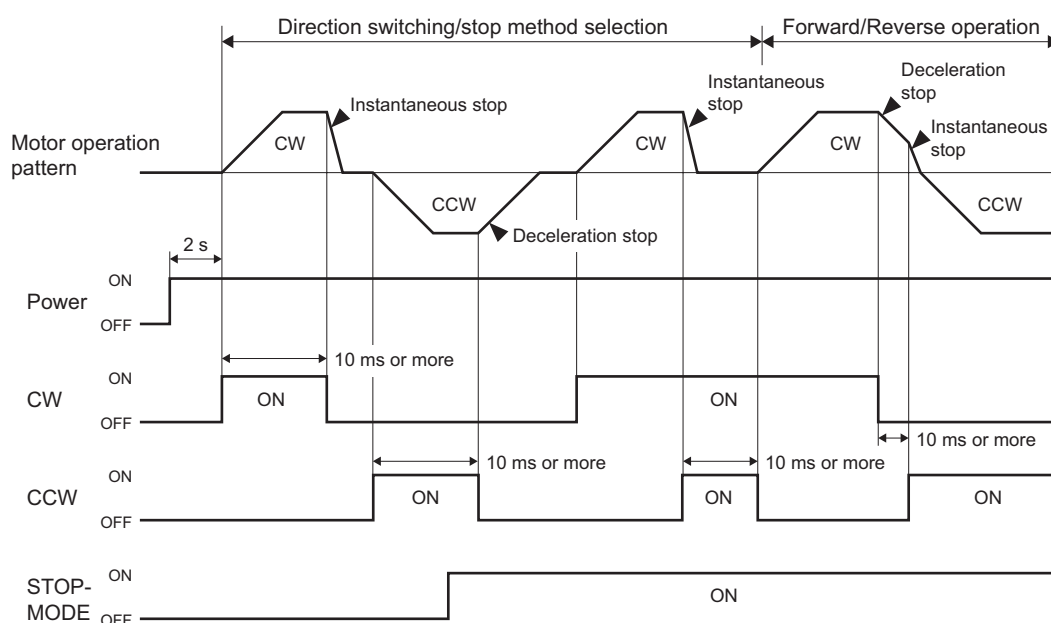 Direction switching/stop method selection
Forward/Reverse operation
Motor operation
pattern
CW
Instantaneous stop
CCW
Deceleration stop
CW
Instantaneous
stop
CW
Deceleration
stop
Instantaneous
stop
CCW
2 s
Power
ON
OFF
10 ms or more
CW
ON
OFF
ON
ON
10 ms or more
10 ms or more
10 ms or more
CCW
ON
OFF
ON
ON
ON
STOP-
MODE
ON
OFF
ON